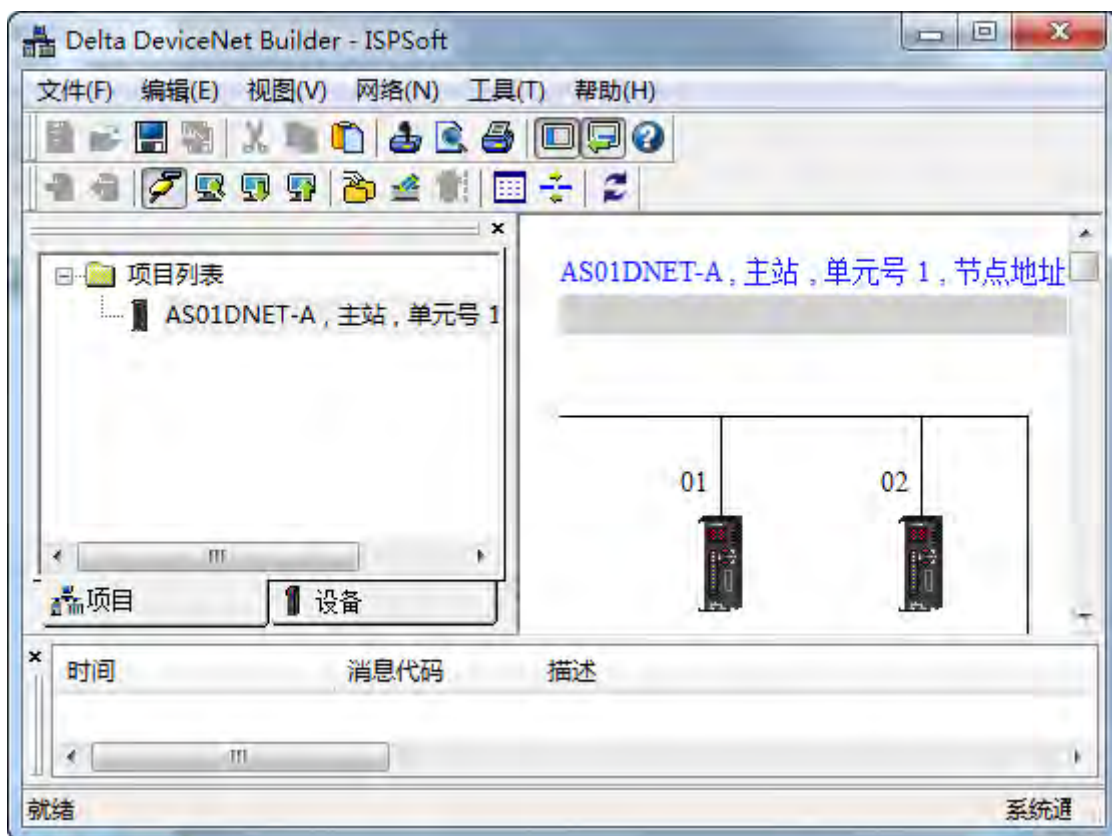 Delta DeviceNet Builder - ISPSoft
文件(F) 编辑(E) 视图(V) 网络(N) 工具(T) 帮助(H)
项目列表
AS01DNET-A , 主站 , 单元号 1
AS01DNET-A , 主站 , 单元号 1 , 节点地址
01
02
项目
设备
时间 消息代码 描述
就绪
系统通